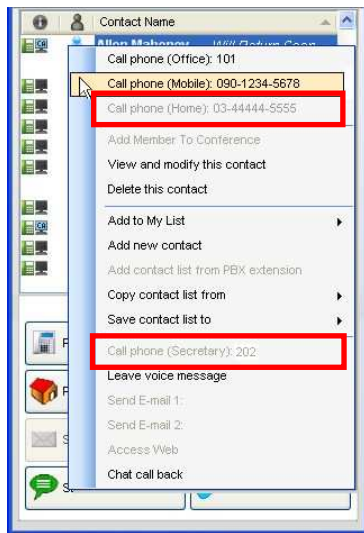 Contact Name
Allen Mahoney Will Return Soon
Call phone (Office): 101
Call phone (Mobile): 090-1234-5678
Call phone (Home): 03-44444-5555
Add Member To Conference
View and modify this contact
Delete this contact
Add to My List
Add new contact
Add contact list from PBX extension
Copy contact list from
Save contact list to
Call phone (Secretary): 202
Leave voice message
Send E-mail 1:
Send E-mail 2:
Access Web
Chat call back